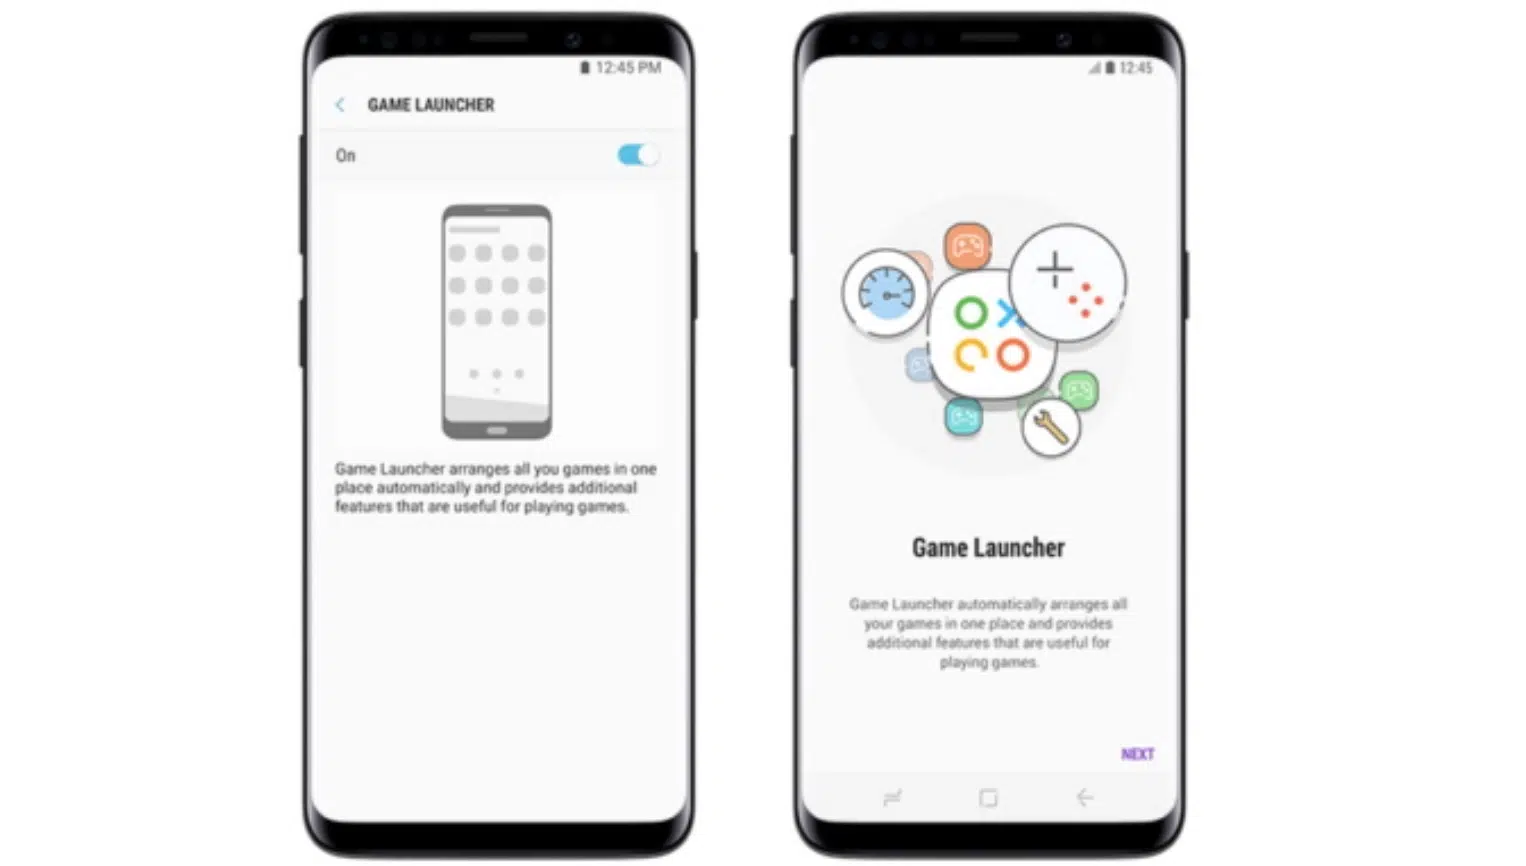 12:45 PM
GAME LAUNCHER
On
Game Launcher arranges all you games in one
place automatically and provides additional
features that are useful for playing games.
12:45
Game Launcher
Game Launcher automatically arranges all
your games in one place and provides
additional features that are useful for
playing games.
NEXT